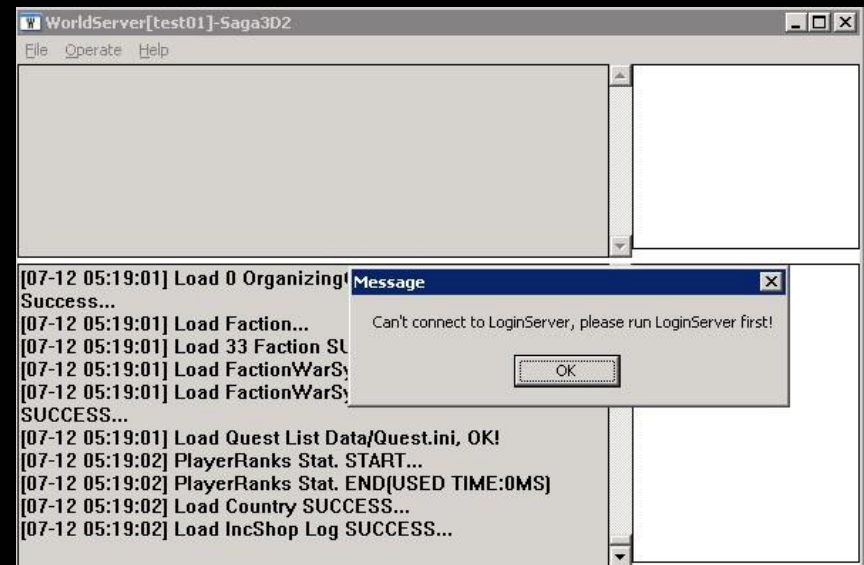 WorldServer[test01]-Saga3D2
File Operate Help
[07-12 05:19:01] Load 0 Organizing
Success...
[07-12 05:19:01] Load Faction...
[07-12 05:19:01] Load 33 Faction SU
[07-12 05:19:01] Load FactionWarSy
[07-12 05:19:01] Load FactionWarSy
SUCCESS...
[07-12 05:19:01] Load Quest List Data/Quest.ini, OK!
[07-12 05:19:02] PlayerRanks Stat. START...
[07-12 05:19:02] PlayerRanks Stat. END(USED TIME:0MS)
[07-12 05:19:02] Load Country SUCCESS...
[07-12 05:19:02] Load IncShop Log SUCCESS...
Message
Can't connect to LoginServer, please run LoginServer first!
OK